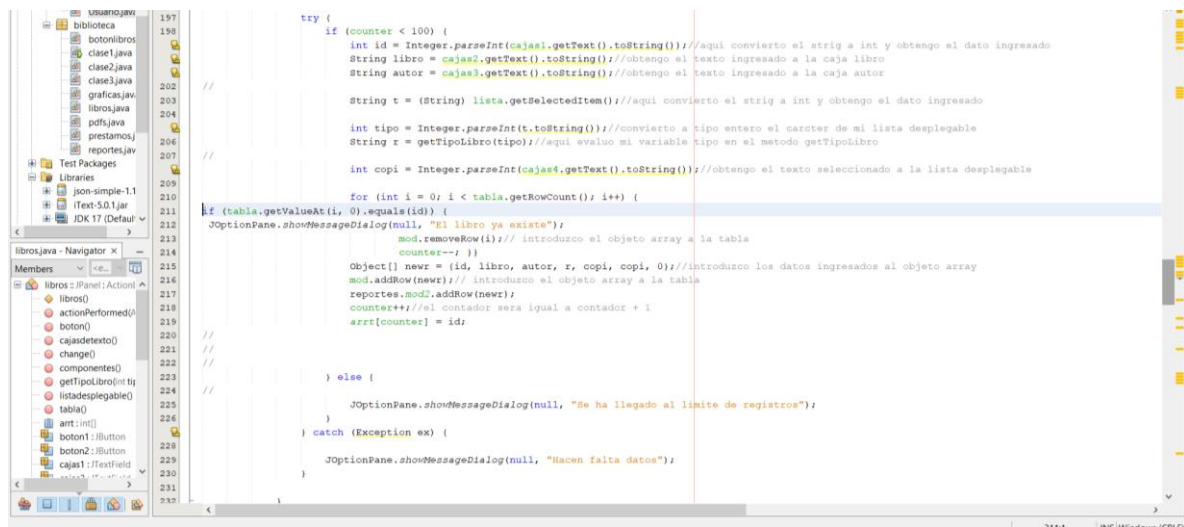 Usuario.java
biblioteca
botonlibros
clase1.java
clase2.java
clase3.java
graficas.jav
libros.java
pdfs.java
prestamos.j
reportes.jav
Test Packages
Libraries
json-simple-1.1
iText-5.0.1.jar
JDK 17 (Defaul
libros.java - Navigator
Members
libros :: JPanel : ActionL
libros()
actionPerformed(A
boton()
cajasdetexto()
change()
componentes()
getTipoLibro(int tip
listadesplegable()
tabla()
arrt : int[]
boton1 : JButton
boton2 : JButton
cajas1 : JTextField
197 try {
198 if (counter < 100) {
int id = Integer.parseInt(cajas1.getText().toString());//aqui convierto el strig a int y obtengo el dato ingresado
String libro = cajas2.getText().toString();//obtengo el texto ingresado a la caja libro
String autor = cajas3.getText().toString();//obtengo el texto ingresado a la caja autor
202 //
203 String t = (String) lista.getSelectedItem();//aqui convierto el strig a int y obtengo el dato ingresado
204
int tipo = Integer.parseInt(t.toString());//convierto a tipo entero el carcter de mi lista desplegable
206 String r = getTipoLibro(tipo);//aqui evaluo mi variable tipo en el metodo getTipoLibro
207 //
int copi = Integer.parseInt(cajas4.getText().toString());//obtengo el texto seleccionado a la lista desplegable
209
210 for (int i = 0; i < tabla.getRowCount(); i++) {
211 if (tabla.getValueAt(i, 0).equals(id)) {
212 JOptionPane.showMessageDialog(null, "El libro ya existe");
213 mod.removeRow(i);// introduzco el objeto array a la tabla
214 counter--; }}
215 Object[] newr = {id, libro, autor, r, copi, copi, 0};//introduzco los datos ingresados al objeto array
216 mod.addRow(newr);// introduzco el objeto array a la tabla
217 reportes.mod2.addRow(newr);
218 counter++;//el contador sera igual a contador + 1
219 arrt[counter] = id;
220 //
221 //
222 //
223 } else {
224 //
225 JOptionPane.showMessageDialog(null, "Se ha llegado al limite de registros");
226 }
} catch (Exception ex) {
228
229 JOptionPane.showMessageDialog(null, "Hacen falta datos");
230 }
231
232 }